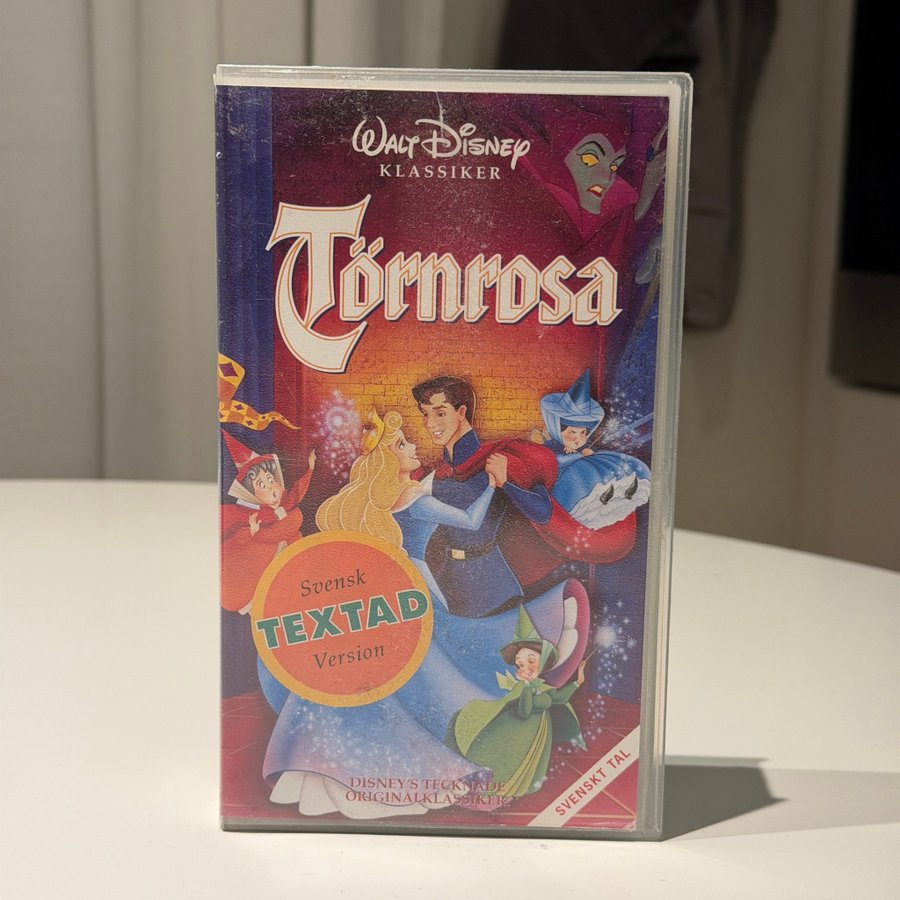 Walt Disney
KLASSIKER
Törnrosa
Svensk
TEXTAD
Version
DISNEY'S TECKNADE
ORIGINALKLASSIKER
SVENSKT TAL